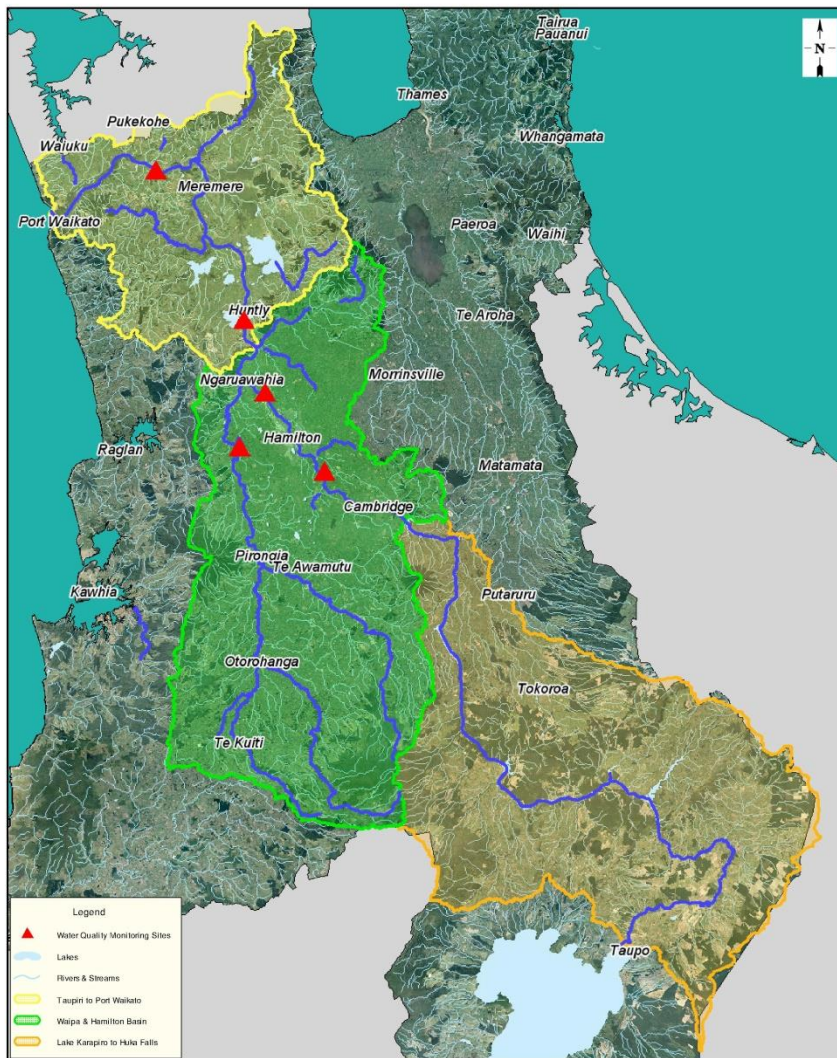 Tairua
Pauanui
N
Thames
Pukekohe
Whangamata
Waiuku
Meremere
Paeroa
Port Waikato
Waihi
Huntly
Te Aroha
Morrinsville
Ngaruawahia
Hamilton
Raglan
Matamata
Cambridge
Pirongia
Te Awamutu
Kawhia
Putaruru
Otorohanga
Tokoroa
Te Kuiti
Taupo
Legend
Water Quality Monitoring Sites
Lakes
Rivers & Streams
Taupiri to Port Waikato
Waipa & Hamilton Basin
Lake Karapiro to Huka Falls